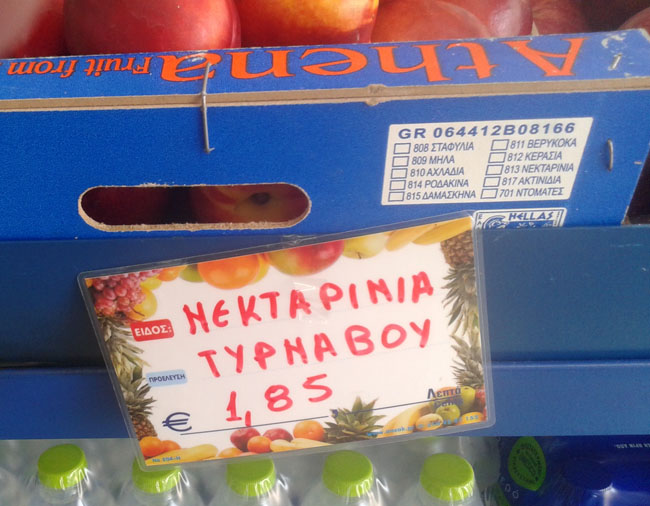 Athena Fruit from
GR 064412B08166
808 ΣΤΑΦΥΛΙΑ
809 ΜΗΛΑ
810 ΑΧΛΑΔΙΑ
814 ΡΟΔΑΚΙΝΑ
815 ΔΑΜΑΣΚΗΝΑ
811 ΒΕΡΥΚΟΚΑ
812 ΚΕΡΑΣΙΑ
813 ΝΕΚΤΑΡΙΝΙΑ
817 ΑΚΤΙΝΙΔΙΑ
701 ΝΤΟΜΑΤΕΣ
HELLAS
ΕΙΔΟΣ: ΝΕΚΤΑΡΙΝΙΑ
ΠΡΟΕΛΕΥΣΗ ΤΥΡΝΑΒΟΥ
€ 1,85 Λεπτά